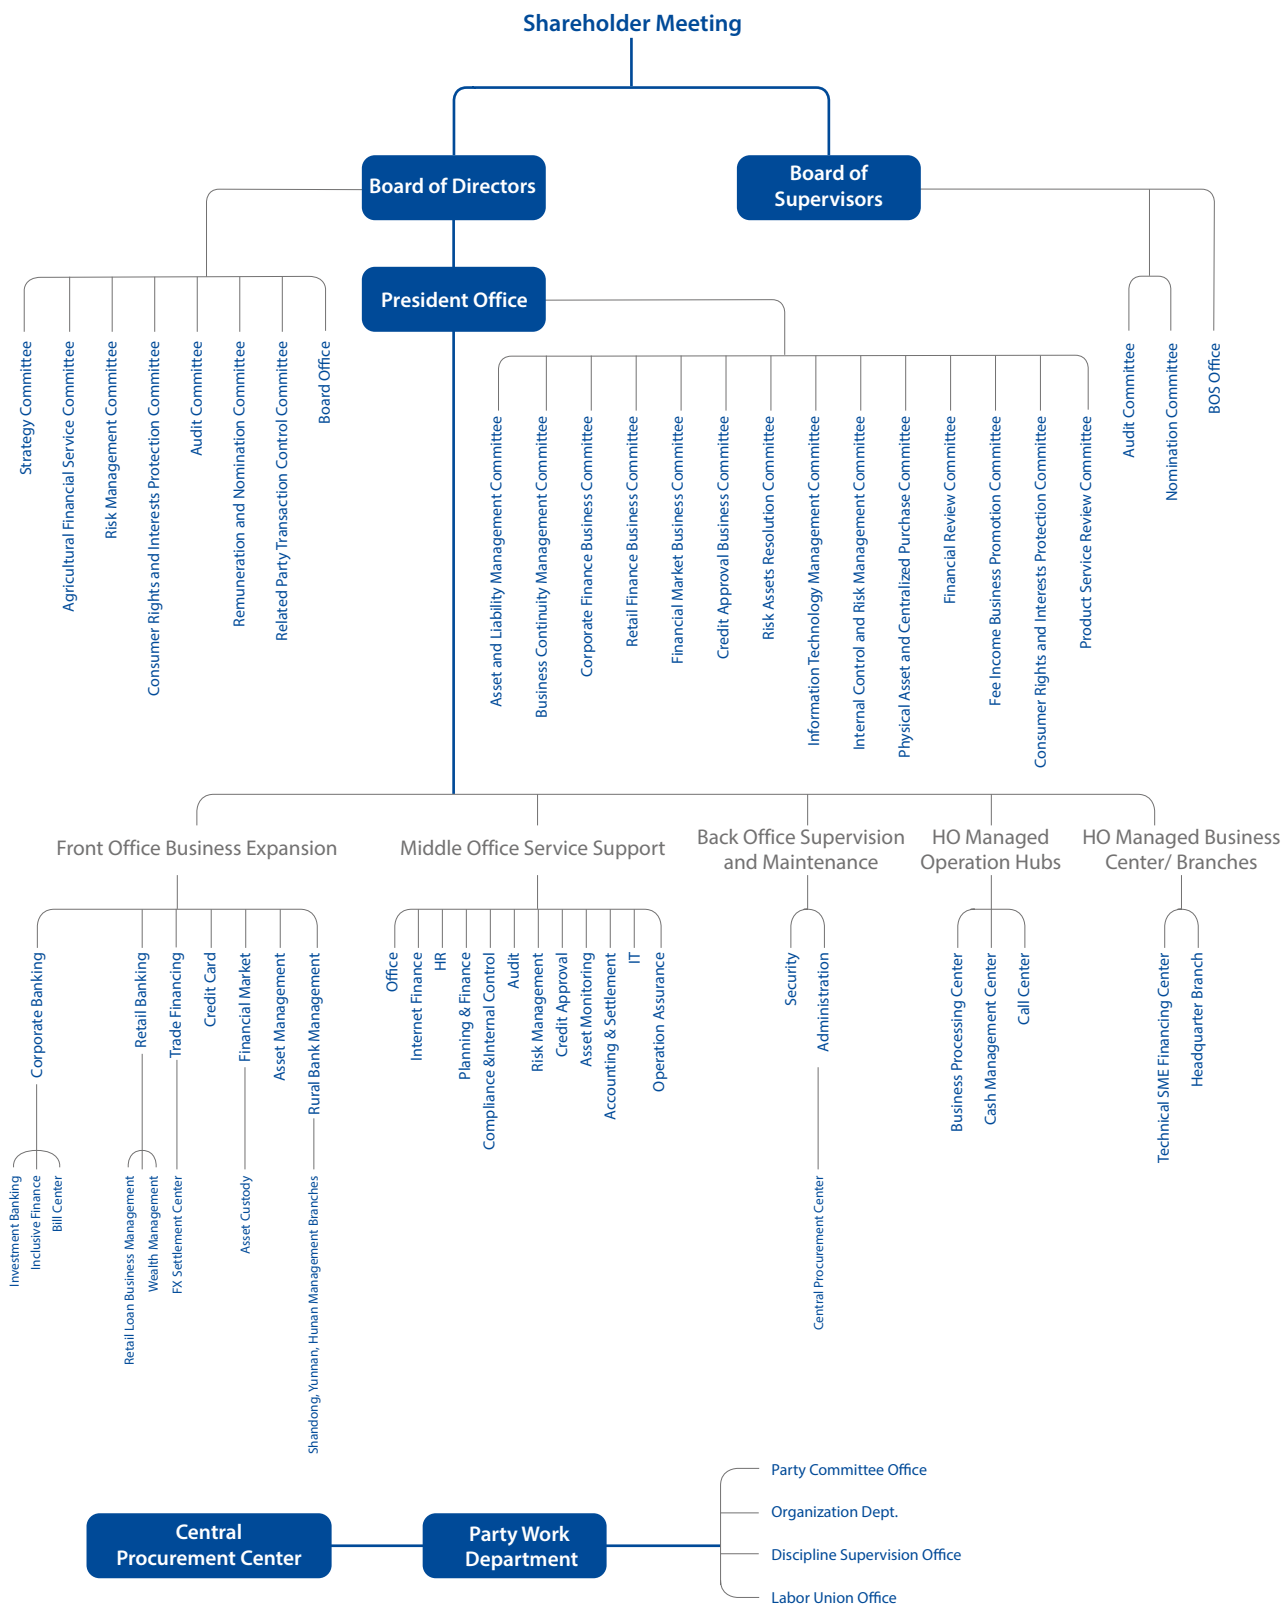 Shareholder Meeting
Board of Directors
Board of
Supervisors
President Office
Strategy Committee
Agricultural Financial Service Committee
Risk Management Committee
Consumer Rights and Interests Protection Committee
Audit Committee
Remuneration and Nomination Committee
Related Party Transaction Control Committee
Board Office
Asset and Liability Management Committee
Business Continuity Management Committee
Corporate Finance Business Committee
Retail Finance Business Committee
Financial Market Business Committee
Credit Approval Business Committee
Risk Assets Resolution Committee
Information Technology Management Committee
Internal Control and Risk Management Committee
Physical Asset and Centralized Purchase Committee
Financial Review Committee
Fee Income Business Promotion Committee
Consumer Rights and Interests Protection Committee
Product Service Review Committee
Audit Committee
Nomination Committee
BOS Office
Front Office Business Expansion
Middle Office Service Support
Back Office Supervision
and Maintenance
HO Managed
Operation Hubs
HO Managed Business
Center/ Branches
Corporate Banking
Retail Banking
Trade Financing
Credit Card
Financial Market
Asset Management
Rural Bank Management
Office
Internet Finance
HR
Planning & Finance
Compliance &Internal Control
Audit
Risk Management
Credit Approval
Asset Monitoring
Accounting & Settlement
IT
Operation Assurance
Security
Administration
Business Processing Center
Cash Management Center
Call Center
Technical SME Financing Center
Headquarter Branch
Investment Banking
Inclusive Finance
Bill Center
Retail Loan Business Management
Wealth Management
FX Settlement Center
Asset Custody
Shandong, Yunnan, Hunan Management Branches
Central Procurement Center
Central
Procurement Center
Party Work
Department
Party Committee Office
Organization Dept.
Discipline Supervision Office
Labor Union Office